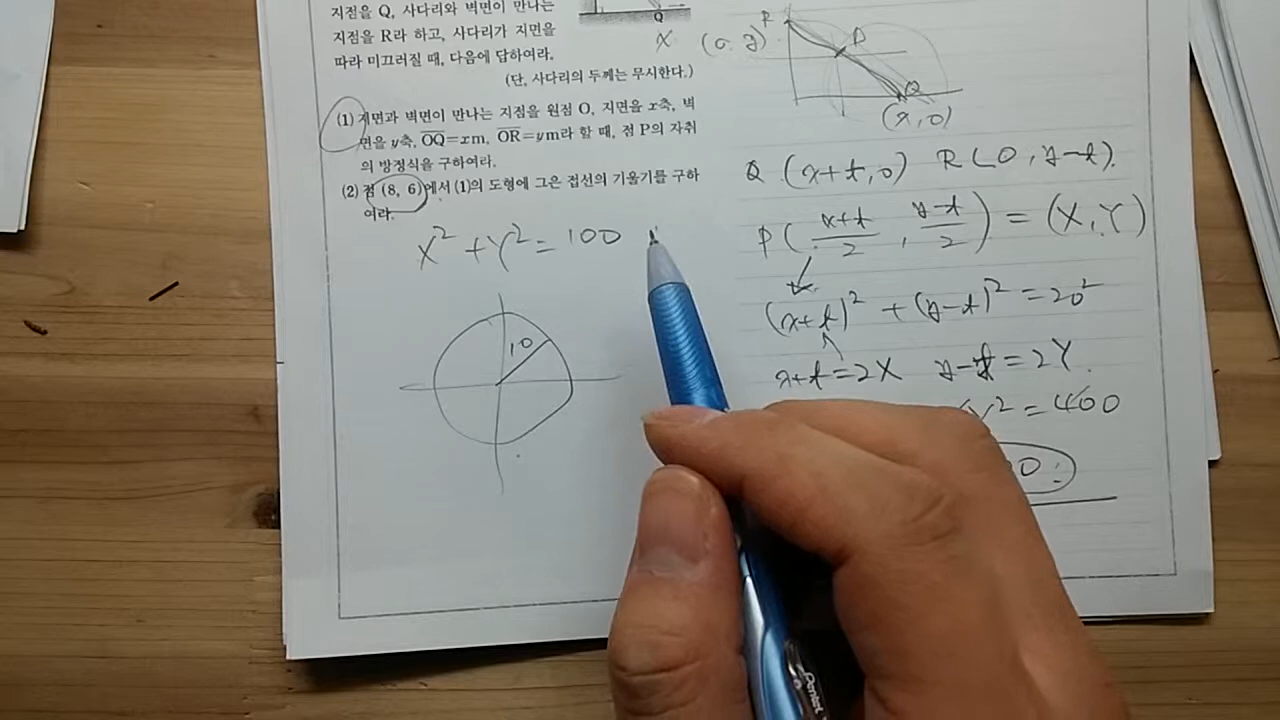 지점을 Q, 사다리와 벽면이 만나는
지점을 R라 하고, 사다리가 지면을
따라 미끄러질 때, 다음에 답하여라.
(단, 사다리의 두께는 무시한다.)
(1) 지면과 벽면이 만나는 지점을 원점 O, 지면을 x축, 벽
면을 y축, OQ=xm, OR=ym라 할 때, 점 P의 자취
의 방정식을 구하여라.
(2) 점 (8, 6)에서 (1)의 도형에 그은 접선의 기울기를 구하
여라.
X² + Y² = 100
10
Q
X
R
(0, y)
P
Q
(x, 0)
Q (x+t, 0) R(0, y-t).
P( x+t/2 , y-t/2 ) = (X, Y)
(x+t)² + (y-t)² = 20²
x+t=2X y-t=2Y.
Y² = 400
Pentel